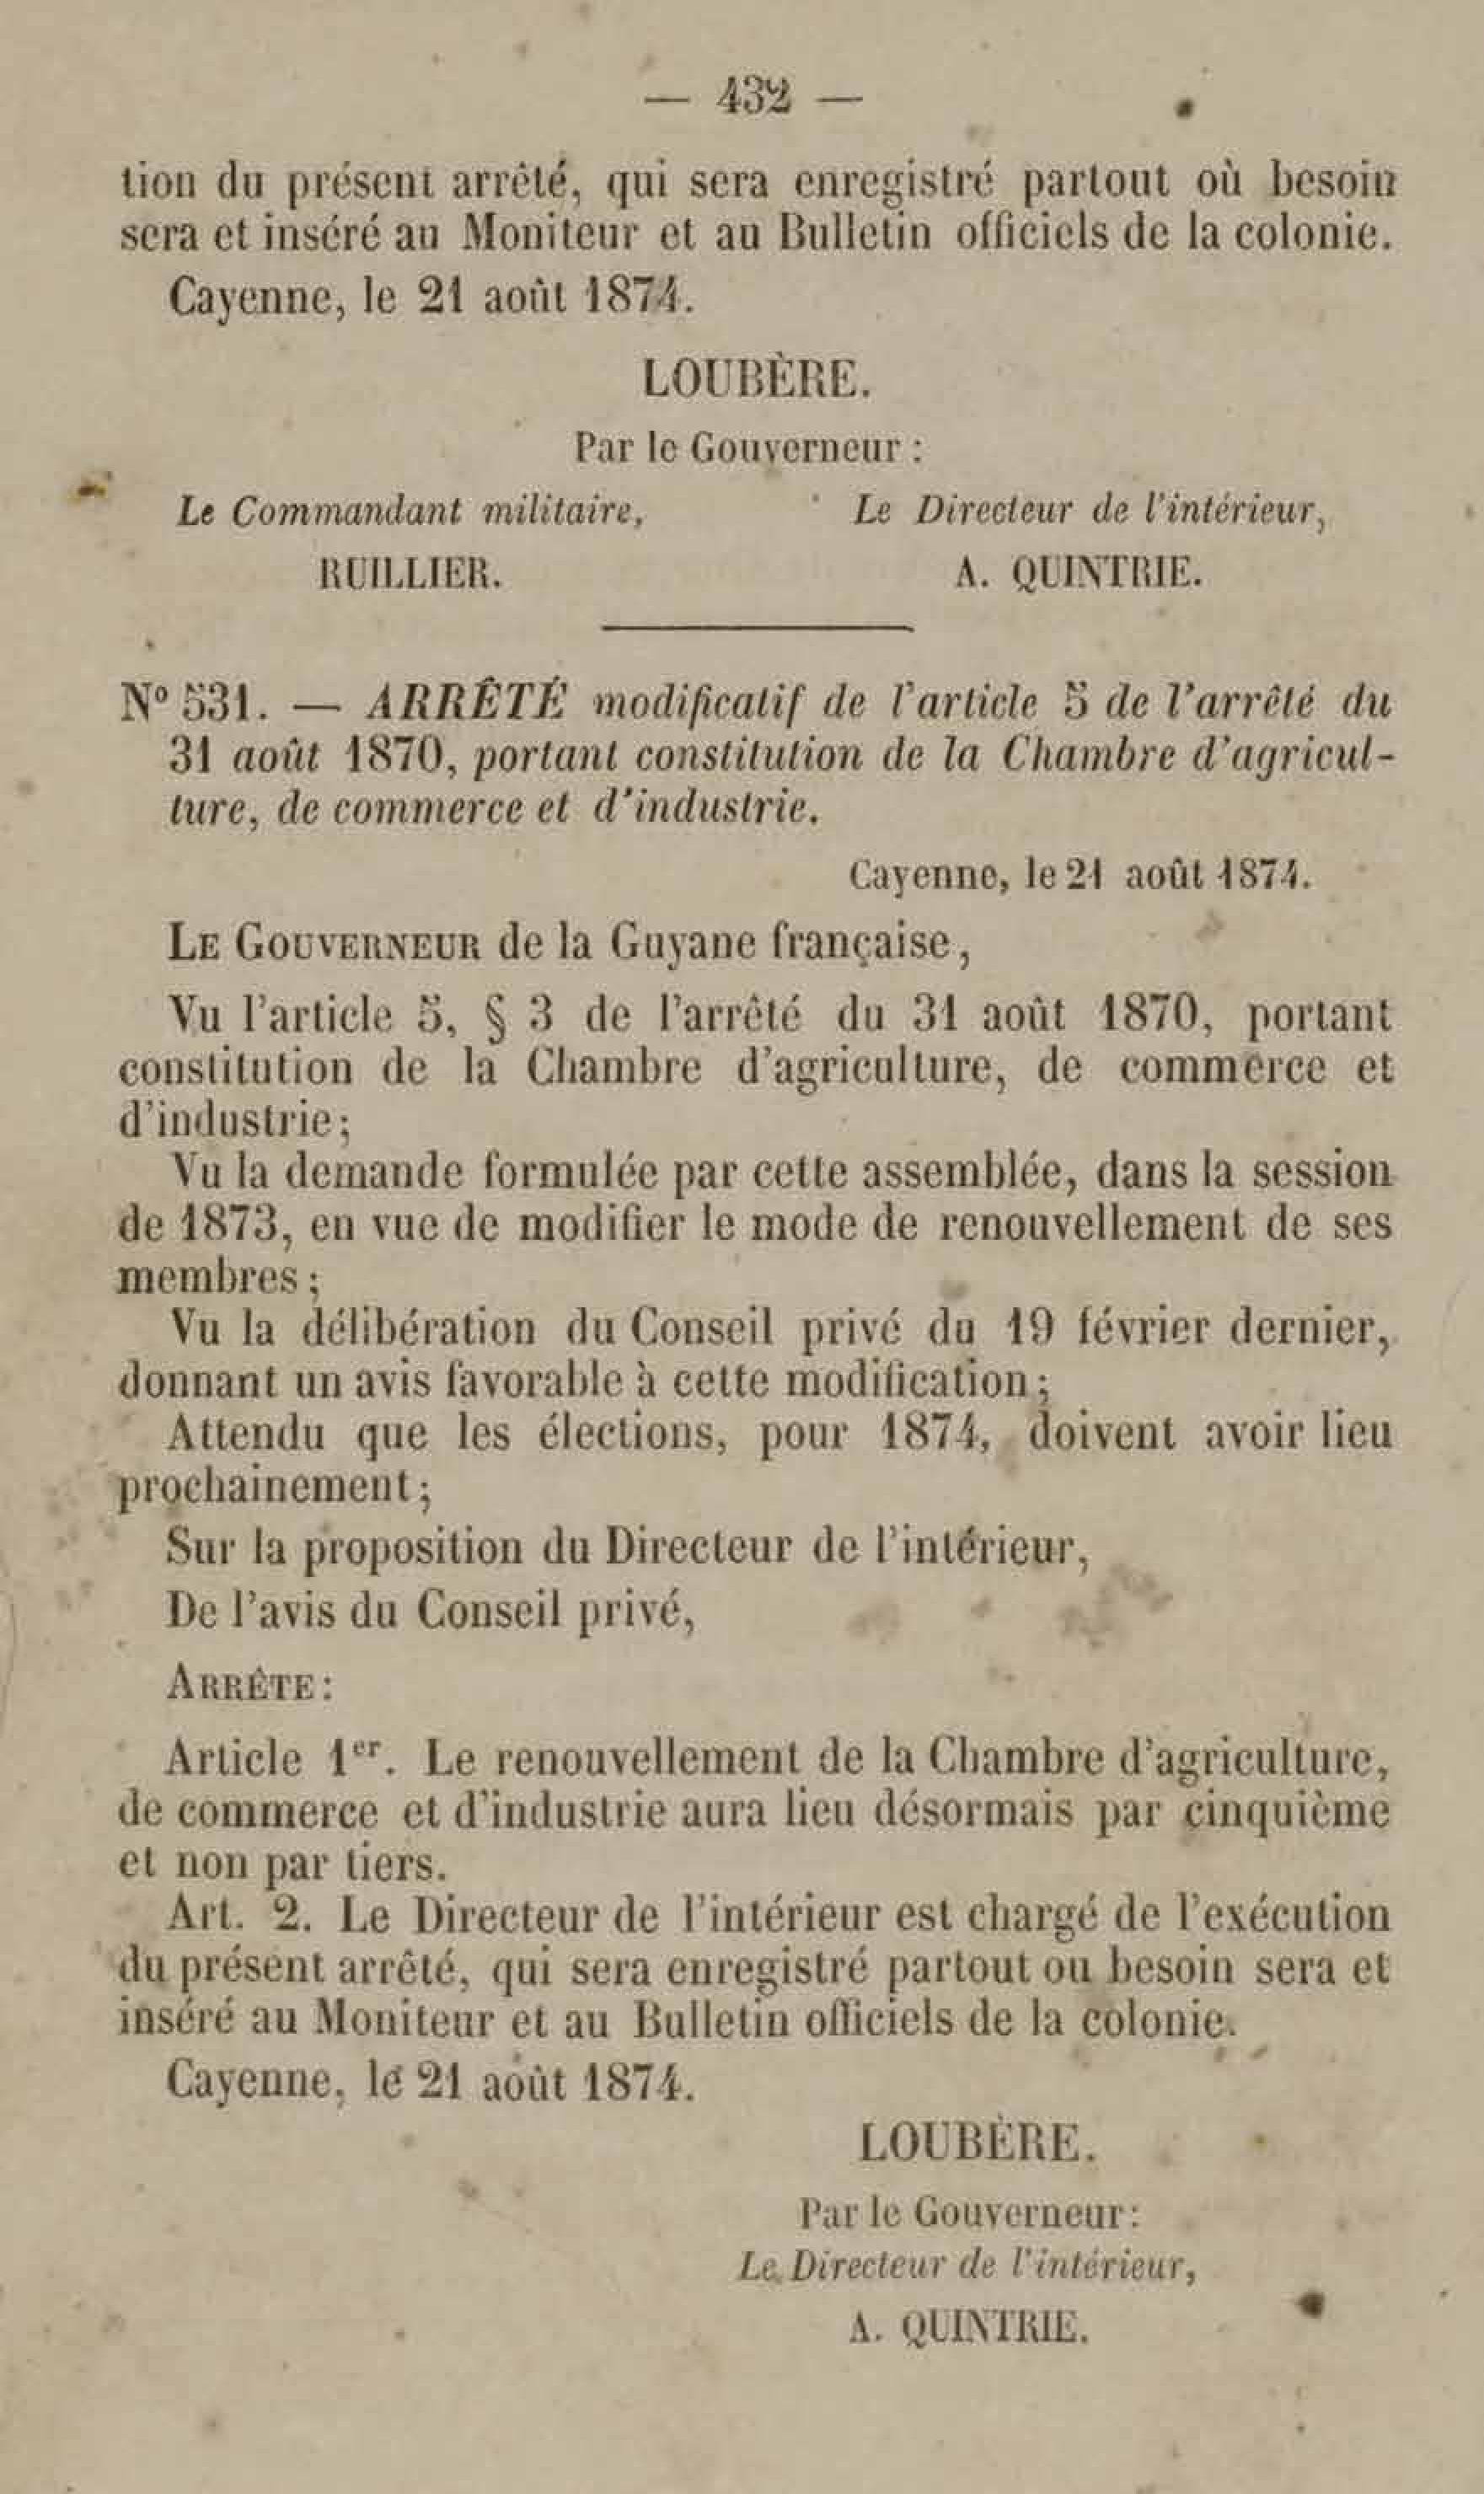 — 432 —
tion du présent arrêté, qui sera enregistré partout où besoin
sera et inséré au Moniteur et au Bulletin officiels de la colonie.
Cayenne, le 21 août 1874.
LOUBÈRE.
Par le Gouverneur :
Le Commandant militaire, Le Directeur de l'intérieur,
RUILLIER. A. QUINTRIE.
N° 531. — ARRÊTÉ modificatif de l'article 5 de l'arrêté du
31 août 1870, portant constitution de la Chambre d'agricul-
ture, de commerce et d'industrie.
Cayenne, le 21 août 1874.
LE GOUVERNEUR de la Guyane française,
Vu l'article 5, § 3 de l'arrêté du 31 août 1870, portant
constitution de la Chambre d'agriculture, de commerce et
d'industrie;
Vu la demande formulée par cette assemblée, dans la session
de 1873, en vue de modifier le mode de renouvellement de ses
membres;
Vu la délibération du Conseil privé du 19 février dernier,
donnant un avis favorable à cette modification;
Attendu que les élections, pour 1874, doivent avoir lieu
prochainement;
Sur la proposition du Directeur de l'intérieur,
De l'avis du Conseil privé,
ARRÊTE:
Article 1er. Le renouvellement de la Chambre d'agriculture,
de commerce et d'industrie aura lieu désormais par cinquième
et non par tiers.
Art. 2. Le Directeur de l'intérieur est chargé de l'exécution
du présent arrêté, qui sera enregistré partout ou besoin sera et
inséré au Moniteur et au Bulletin officiels de la colonie.
Cayenne, le 21 août 1874.
LOUBÈRE.
Par le Gouverneur:
Le Directeur de l'intérieur,
A. QUINTRIE.